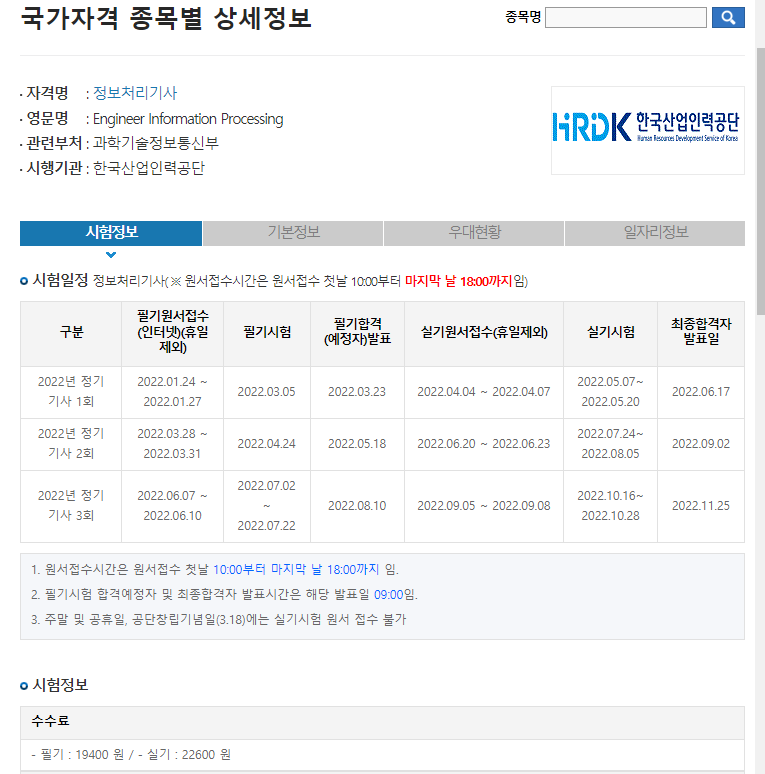 국가자격 종목별 상세정보
종목명
· 자격명 : 정보처리기사
· 영문명 : Engineer Information Processing
· 관련부처 : 과학기술정보통신부
· 시행기관 : 한국산업인력공단
HRDK 한국산업인력공단
Human Resources Development Service of Korea
시험정보 기본정보 우대현황 일자리정보
시험일정 정보처리기사(※ 원서접수시간은 원서접수 첫날 10:00부터 마지막 날 18:00까지임)
구분 필기원서접수 (인터넷)(휴일 제외) 필기시험 필기합격 (예정자)발표 실기원서접수(휴일제외) 실기시험 최종합격자 발표일
2022년 정기 기사 1회 2022.01.24 ~ 2022.01.27 2022.03.05 2022.03.23 2022.04.04 ~ 2022.04.07 2022.05.07~ 2022.05.20 2022.06.17
2022년 정기 기사 2회 2022.03.28 ~ 2022.03.31 2022.04.24 2022.05.18 2022.06.20 ~ 2022.06.23 2022.07.24~ 2022.08.05 2022.09.02
2022년 정기 기사 3회 2022.06.07 ~ 2022.06.10 2022.07.02 ~ 2022.07.22 2022.08.10 2022.09.05 ~ 2022.09.08 2022.10.16~ 2022.10.28 2022.11.25
1. 원서접수시간은 원서접수 첫날 10:00부터 마지막 날 18:00까지 임.
2. 필기시험 합격예정자 및 최종합격자 발표시간은 해당 발표일 09:00임.
3. 주말 및 공휴일, 공단창립기념일(3.18)에는 실기시험 원서 접수 불가
시험정보
수수료
- 필기 : 19400 원 / - 실기 : 22600 원